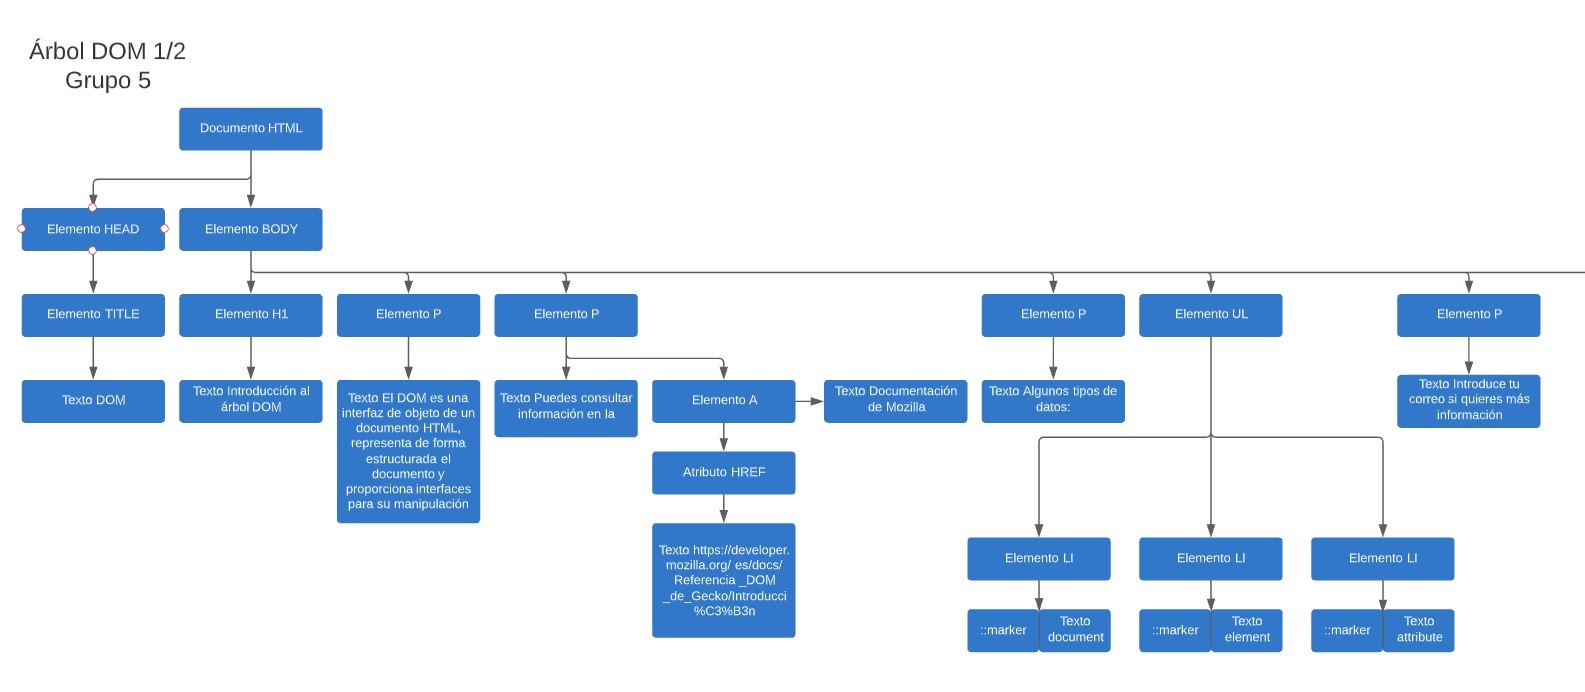 Árbol DOM 1/2
Grupo 5
Documento HTML
Elemento HEAD
Elemento BODY
Elemento TITLE
Elemento H1
Elemento P
Elemento P
Elemento P
Elemento UL
Elemento P
Texto DOM
Texto Introducción al
árbol DOM
Texto El DOM es una
interfaz de objeto de un
documento HTML,
representa de forma
estructurada el
documento y
proporciona interfaces
para su manipulación
Texto Puedes consultar
información en la
Elemento A
Texto Documentación
de Mozilla
Texto Algunos tipos de
datos:
Texto Introduce tu
correo si quieres más
información
Atributo HREF
Texto https://developer.
mozilla.org/ es/docs/
Referencia _DOM
_de_Gecko/Introducci
%C3%B3n
Elemento LI
Elemento LI
Elemento LI
::marker
Texto
document
::marker
Texto
element
::marker
Texto
attribute